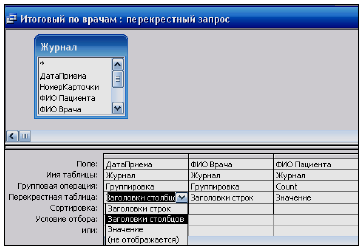 Итоговый по врачам : перекрестный запрос
Журнал
*
ДатаПриема
НомерКарточки
ФИО Пациента
ФИО Врача
Поле: ДатаПриема ФИО Врача ФИО Пациента
Имя таблицы: Журнал Журнал Журнал
Групповая операция: Группировка Группировка Count
Перекрестная таблица: Заголовки столбцо Заголовки строк Значение
Сортировка: Заголовки строк
Условие отбора: Заголовки столбцов
или: Значение
(не отображается)